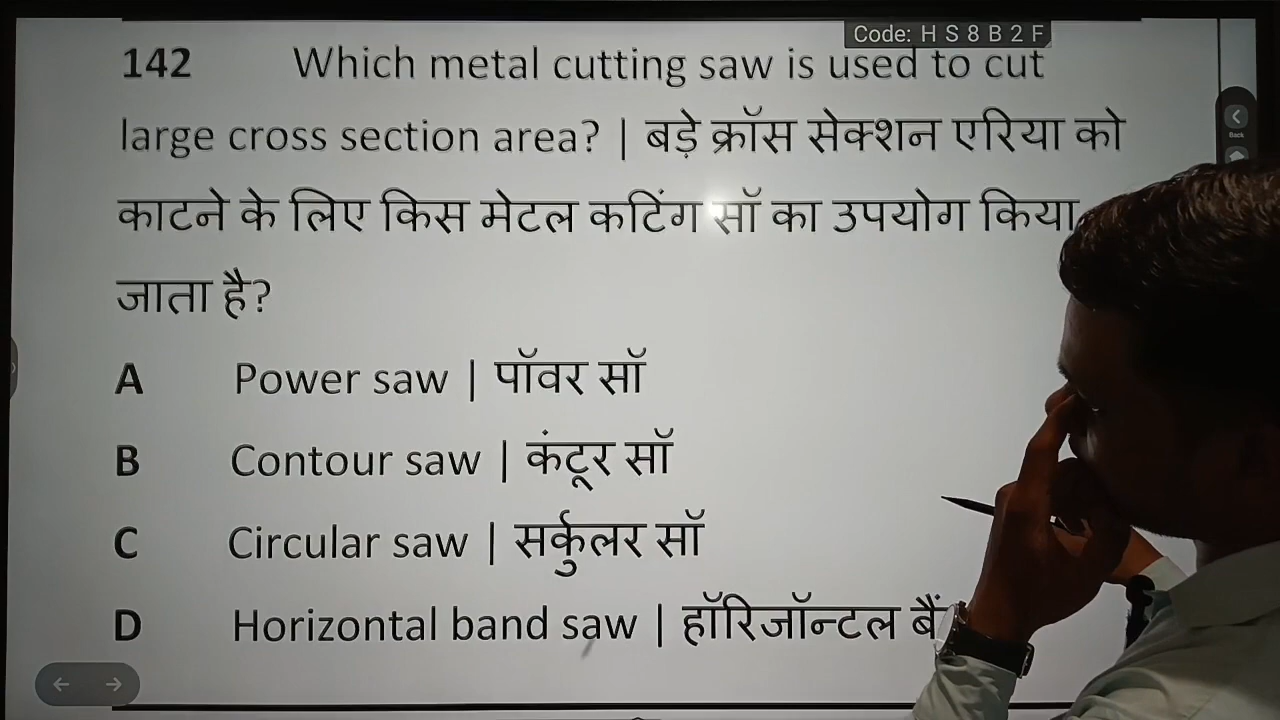 Code: H S 8 B 2 F
142 Which metal cutting saw is used to cut
large cross section area? | बड़े क्रॉस सेक्शन एरिया को
काटने के लिए किस मेटल कटिंग सॉ का उपयोग किया
जाता है?
A Power saw | पॉवर सॉ
B Contour saw | कंटूर सॉ
C Circular saw | सर्कुलर सॉ
D Horizontal band saw | हॉरिजॉन्टल
Back